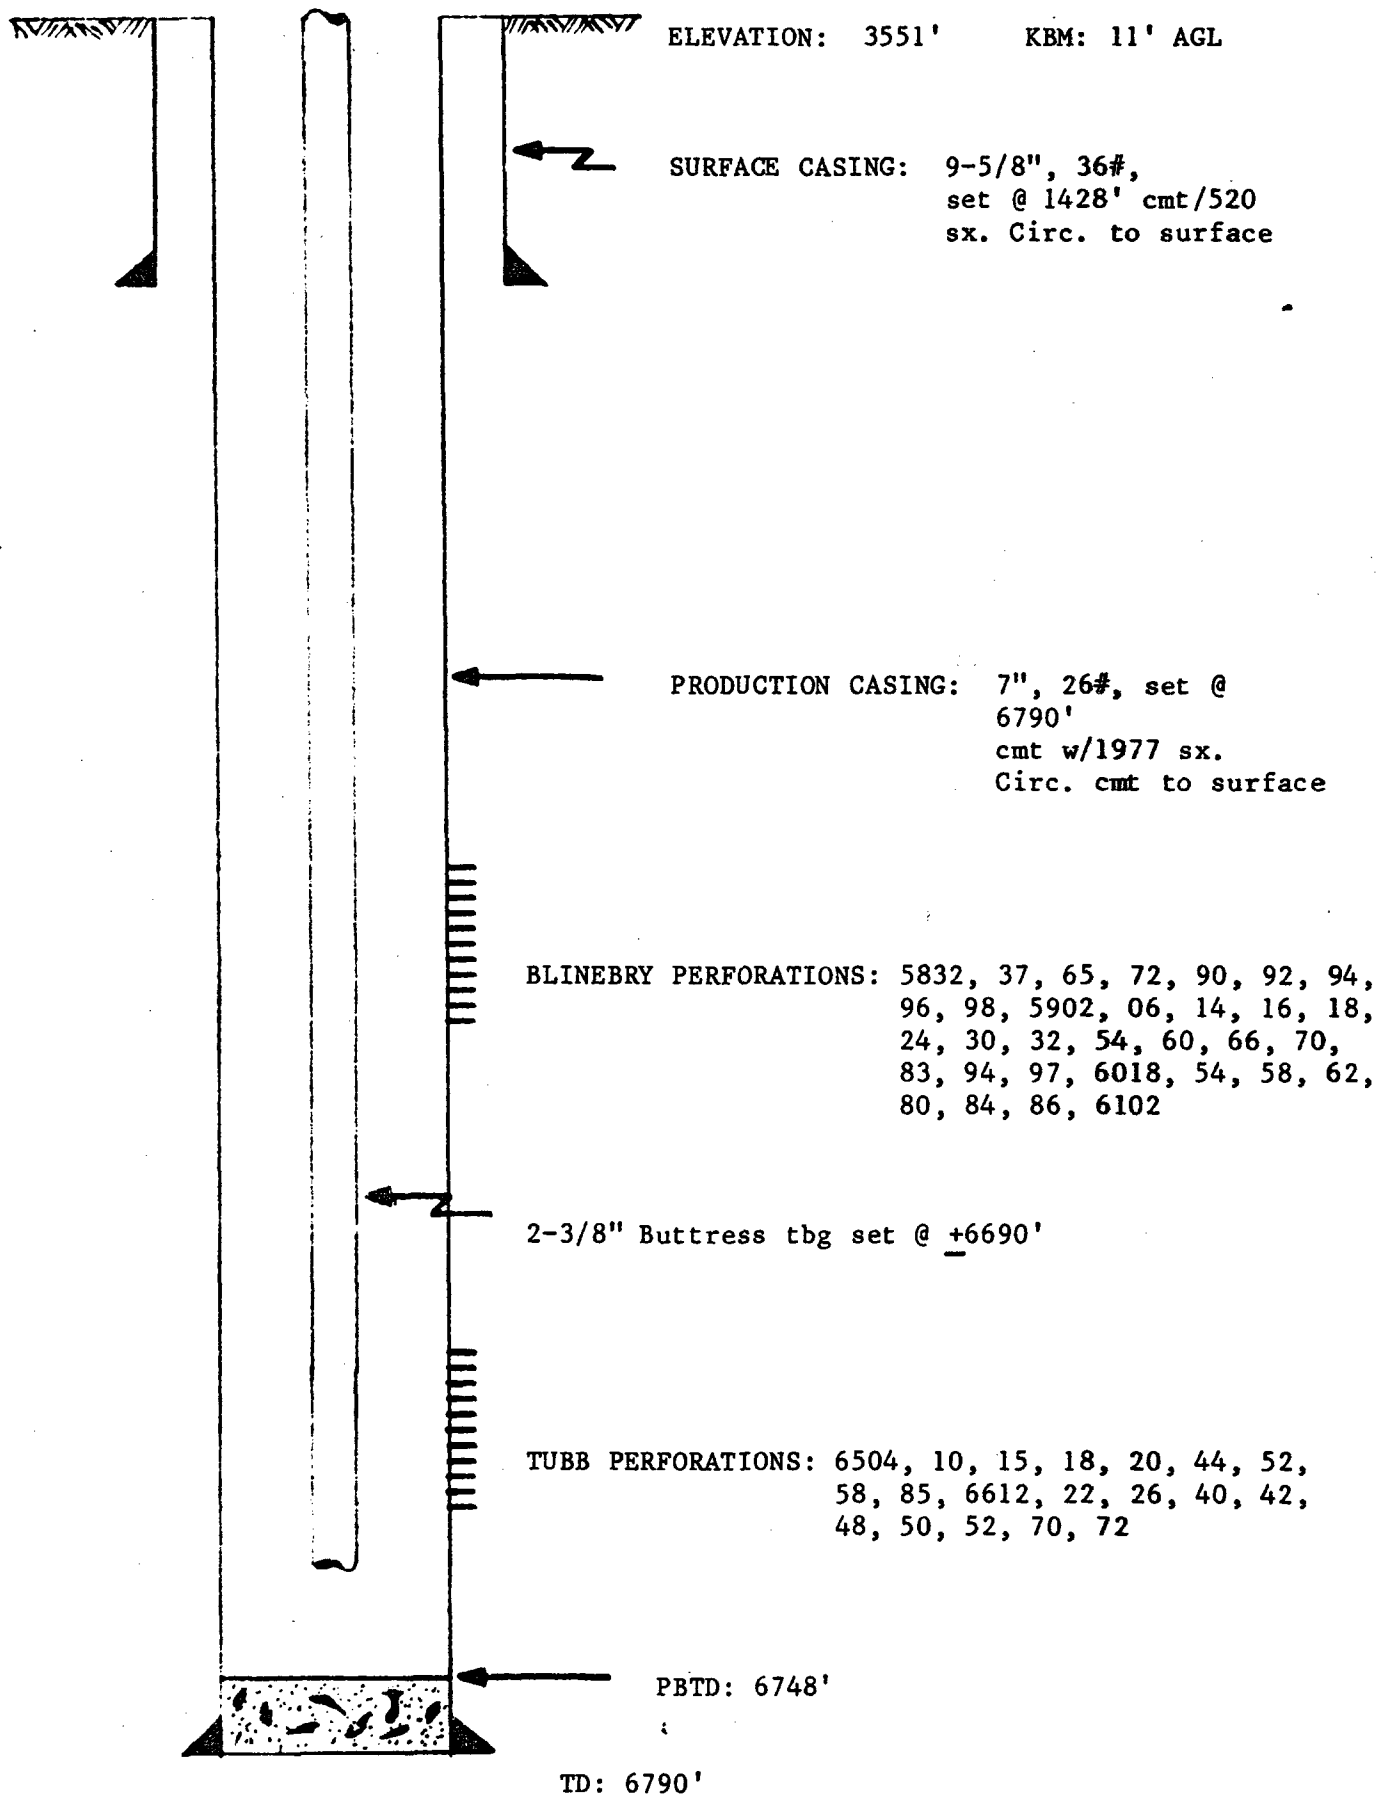 ELEVATION: 3551' KBM: 11' AGL
SURFACE CASING: 9-5/8", 36#,
set @ 1428' cmt/520
sx. Circ. to surface
PRODUCTION CASING: 7", 26#, set @
6790'
cmt w/1977 sx.
Circ. cmt to surface
BLINEBRY PERFORATIONS: 5832, 37, 65, 72, 90, 92, 94,
96, 98, 5902, 06, 14, 16, 18,
24, 30, 32, 54, 60, 66, 70,
83, 94, 97, 6018, 54, 58, 62,
80, 84, 86, 6102
2-3/8" Buttress tbg set @ ±6690'
TUBB PERFORATIONS: 6504, 10, 15, 18, 20, 44, 52,
58, 85, 6612, 22, 26, 40, 42,
48, 50, 52, 70, 72
PBTD: 6748'
TD: 6790'